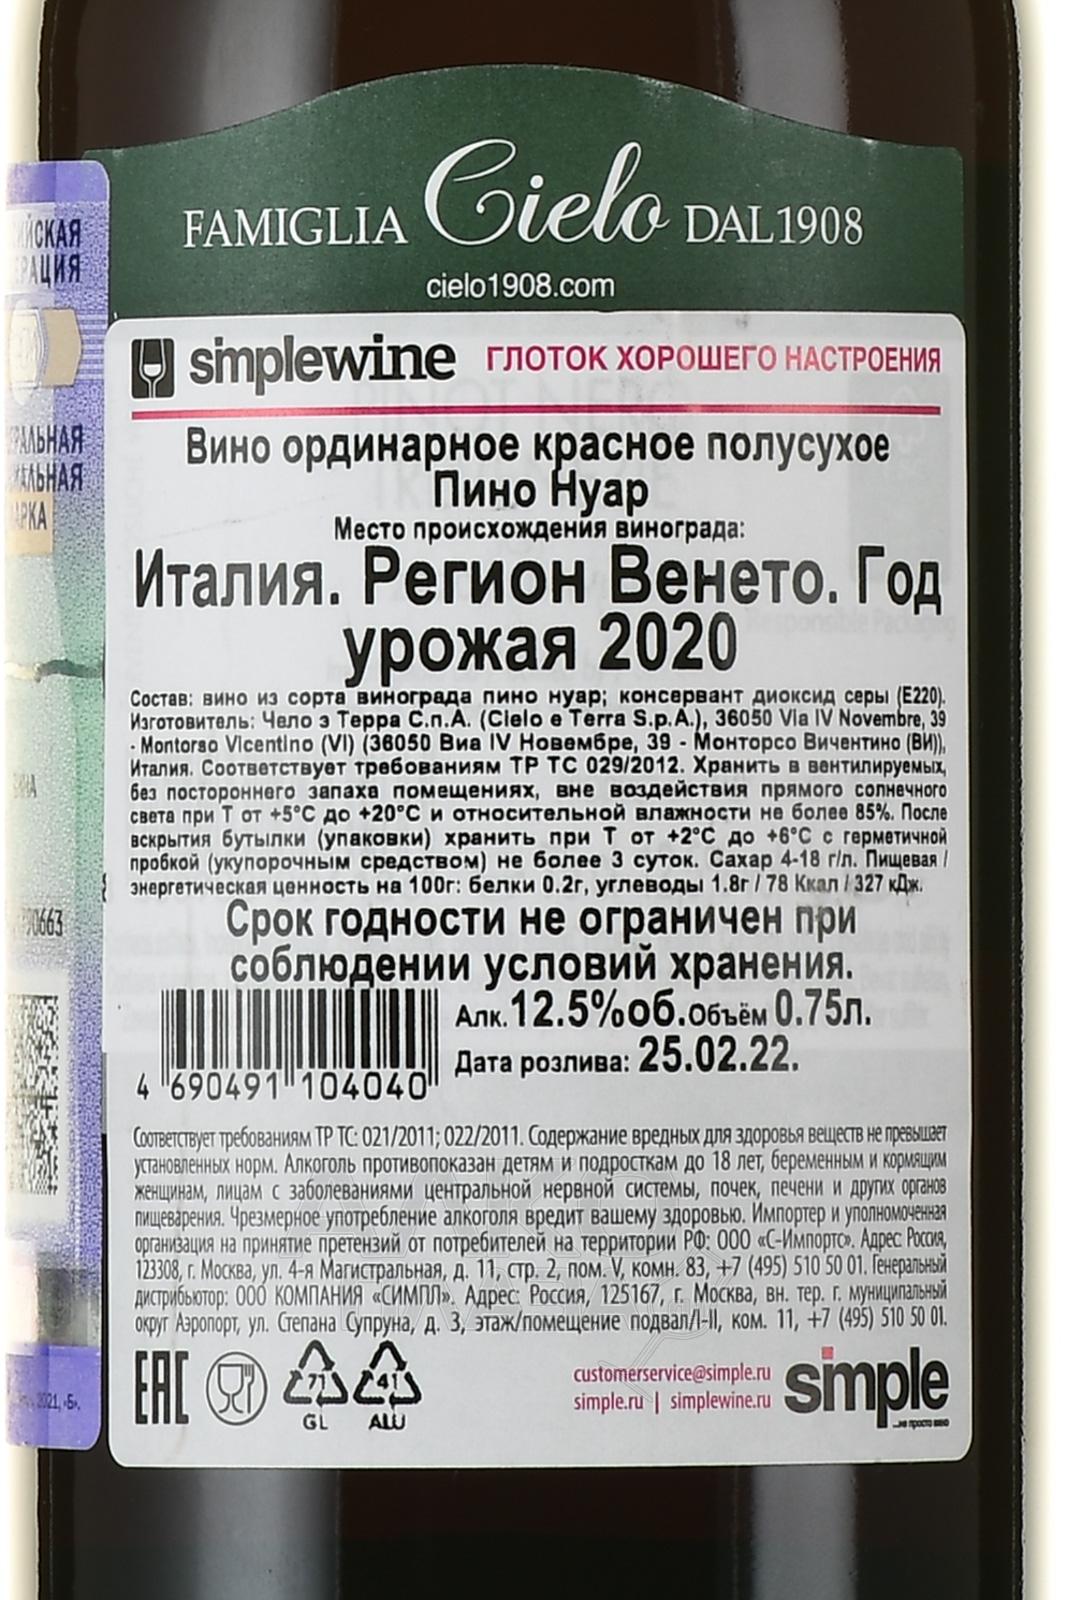 FAMIGLIA Cielo DAL1908
cielo1908.com
simplewine ГЛОТОК ХОРОШЕГО НАСТРОЕНИЯ
Вино ординарное красное полусухое
Пино Нуар
Место происхождения винограда:
Италия. Регион Венето. Год
урожая 2020
Состав: вино из сорта винограда пино нуар; консервант диоксид серы (Е220).
Изготовитель: Чело э Терра С.п.А. (Cielo e Terra S.p.A.), 36050 Via IV Novembre, 39
- Montorso Vicentino (VI) (36050 Виа IV Новембре, 39 - Монторсо Вичентино (ВИ)),
Италия. Соответствует требованиям ТР ТС 029/2012. Хранить в вентилируемых,
без постороннего запаха помещениях, вне воздействия прямого солнечного
света при Т от +5°С до +20°С и относительной влажности не более 85%. После
вскрытия бутылки (упаковки) хранить при Т от +2°С до +6°С с герметичной
пробкой (укупорочным средством) не более 3 суток. Сахар 4-18 г/л. Пищевая /
энергетическая ценность на 100г: белки 0.2г, углеводы 1.8г / 78 Ккал / 327 кДж.
Срок годности не ограничен при
соблюдении условий хранения.
Алк.12.5%об.Объём 0.75л.
Дата розлива: 25.02.22.
4 690491 104040
Соответствует требованиям ТР ТС: 021/2011; 022/2011. Содержание вредных для здоровья веществ не превышает
установленных норм. Алкоголь противопоказан детям и подросткам до 18 лет, беременным и кормящим
женщинам, лицам с заболеваниями центральной нервной системы, почек, печени и других органов
пищеварения. Чрезмерное употребление алкоголя вредит вашему здоровью. Импортер и уполномоченная
организация на принятие претензий от потребителей на территории РФ: ООО «С-Импортс». Адрес: Россия,
123308, г. Москва, ул. 4-я Магистральная, д. 11, стр. 2, пом. V, комн. 83, +7 (495) 510 50 01. Генеральный
дистрибьютор: ООО КОМПАНИЯ «СИМПЛ». Адрес: Россия, 125167, г. Москва, вн. тер. г. муниципальный
округ Аэропорт, ул. Степана Супруна, д. 3, этаж/помещение подвал/I-II, ком. 11, +7 (495) 510 50 01.
EAC
71
GL
41
ALU
customerservice@simple.ru
simple.ru | simplewine.ru
simple
...не просто вино
90663
2021, «Б».